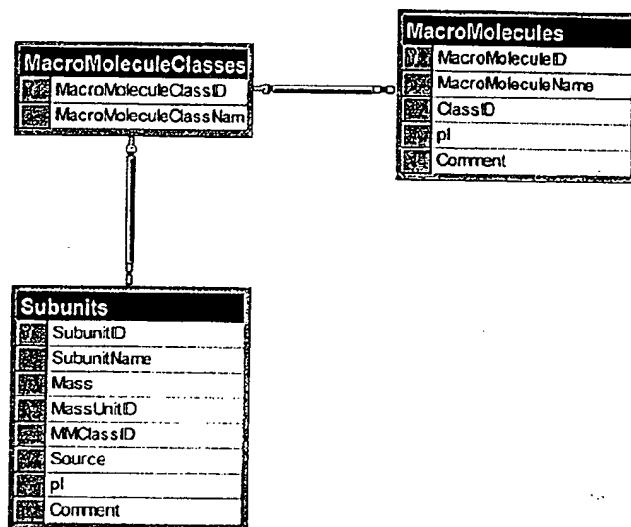 MacroMoleculeClasses
MacroMoleculeClassID
MacroMoleculeClassNam
MacroMolecules
MacroMoleculeID
MacroMoleculeName
ClassID
pI
Comment
Subunits
SubunitID
SubunitName
Mass
MassUnitID
MMClassID
Source
pI
Comment